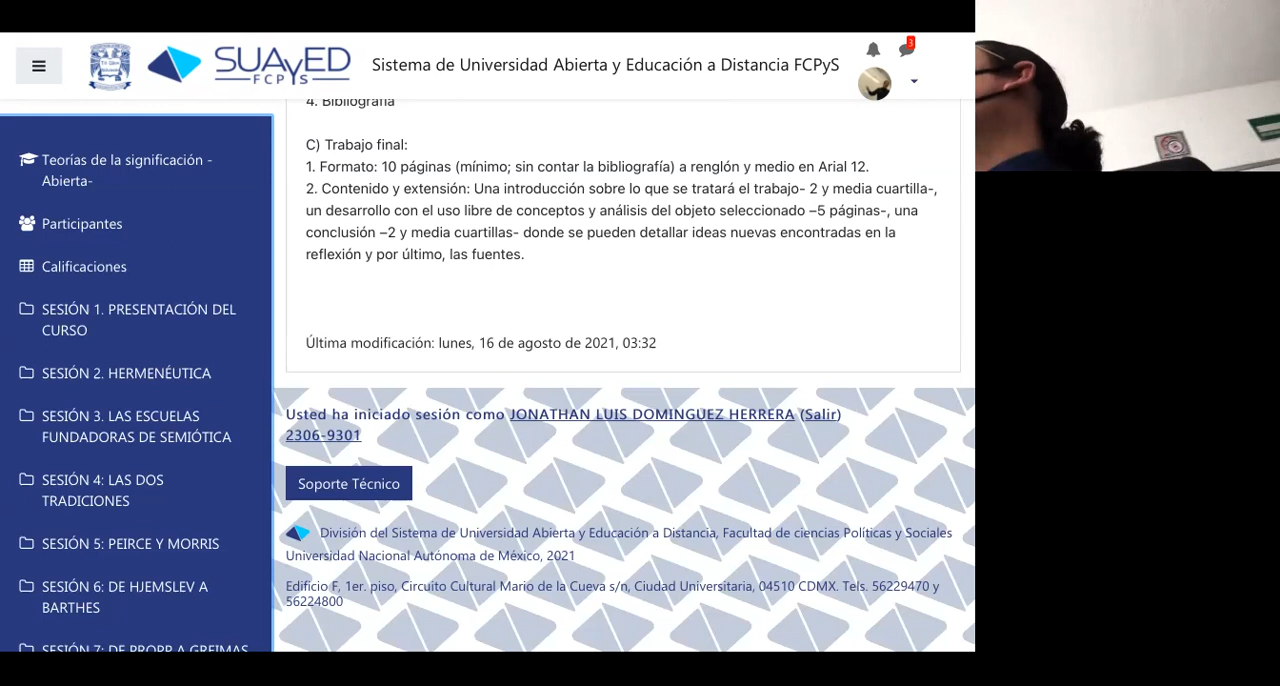 SUAyED
FCPyS
Sistema de Universidad Abierta y Educación a Distancia FCPyS
3
Teorías de la significación -
Abierta-
Participantes
Calificaciones
SESIÓN 1. PRESENTACIÓN DEL
CURSO
SESIÓN 2. HERMENÉUTICA
SESIÓN 3. LAS ESCUELAS
FUNDADORAS DE SEMIÓTICA
SESIÓN 4: LAS DOS
TRADICIONES
SESIÓN 5: PEIRCE Y MORRIS
SESIÓN 6: DE HJEMSLEV A
BARTHES
SESIÓN 7: DE PROPP A GREIMAS
4. Bibliografía
C) Trabajo final:
1. Formato: 10 páginas (minimo; sin contar la bibliografía) a renglón y medio en Arial 12.
2. Contenido y extensión: Una introducción sobre lo que se tratará el trabajo- 2 y media cuartilla-,
un desarrollo con el uso libre de conceptos y análisis del objeto seleccionado –5 páginas-, una
conclusión –2 y media cuartillas- donde se pueden detallar ideas nuevas encontradas en la
reflexión y por último, las fuentes.
Última modificación: lunes, 16 de agosto de 2021, 03:32
Usted ha iniciado sesión como JONATHAN LUIS DOMINGUEZ HERRERA (Salir)
2306-9301
Soporte Técnico
División del Sistema de Universidad Abierta y Educación a Distancia, Facultad de ciencias Políticas y Sociales
Universidad Nacional Autónoma de México, 2021
Edificio F, 1er. piso, Circuito Cultural Mario de la Cueva s/n, Ciudad Universitaria, 04510 CDMX. Tels. 56229470 y
56224800